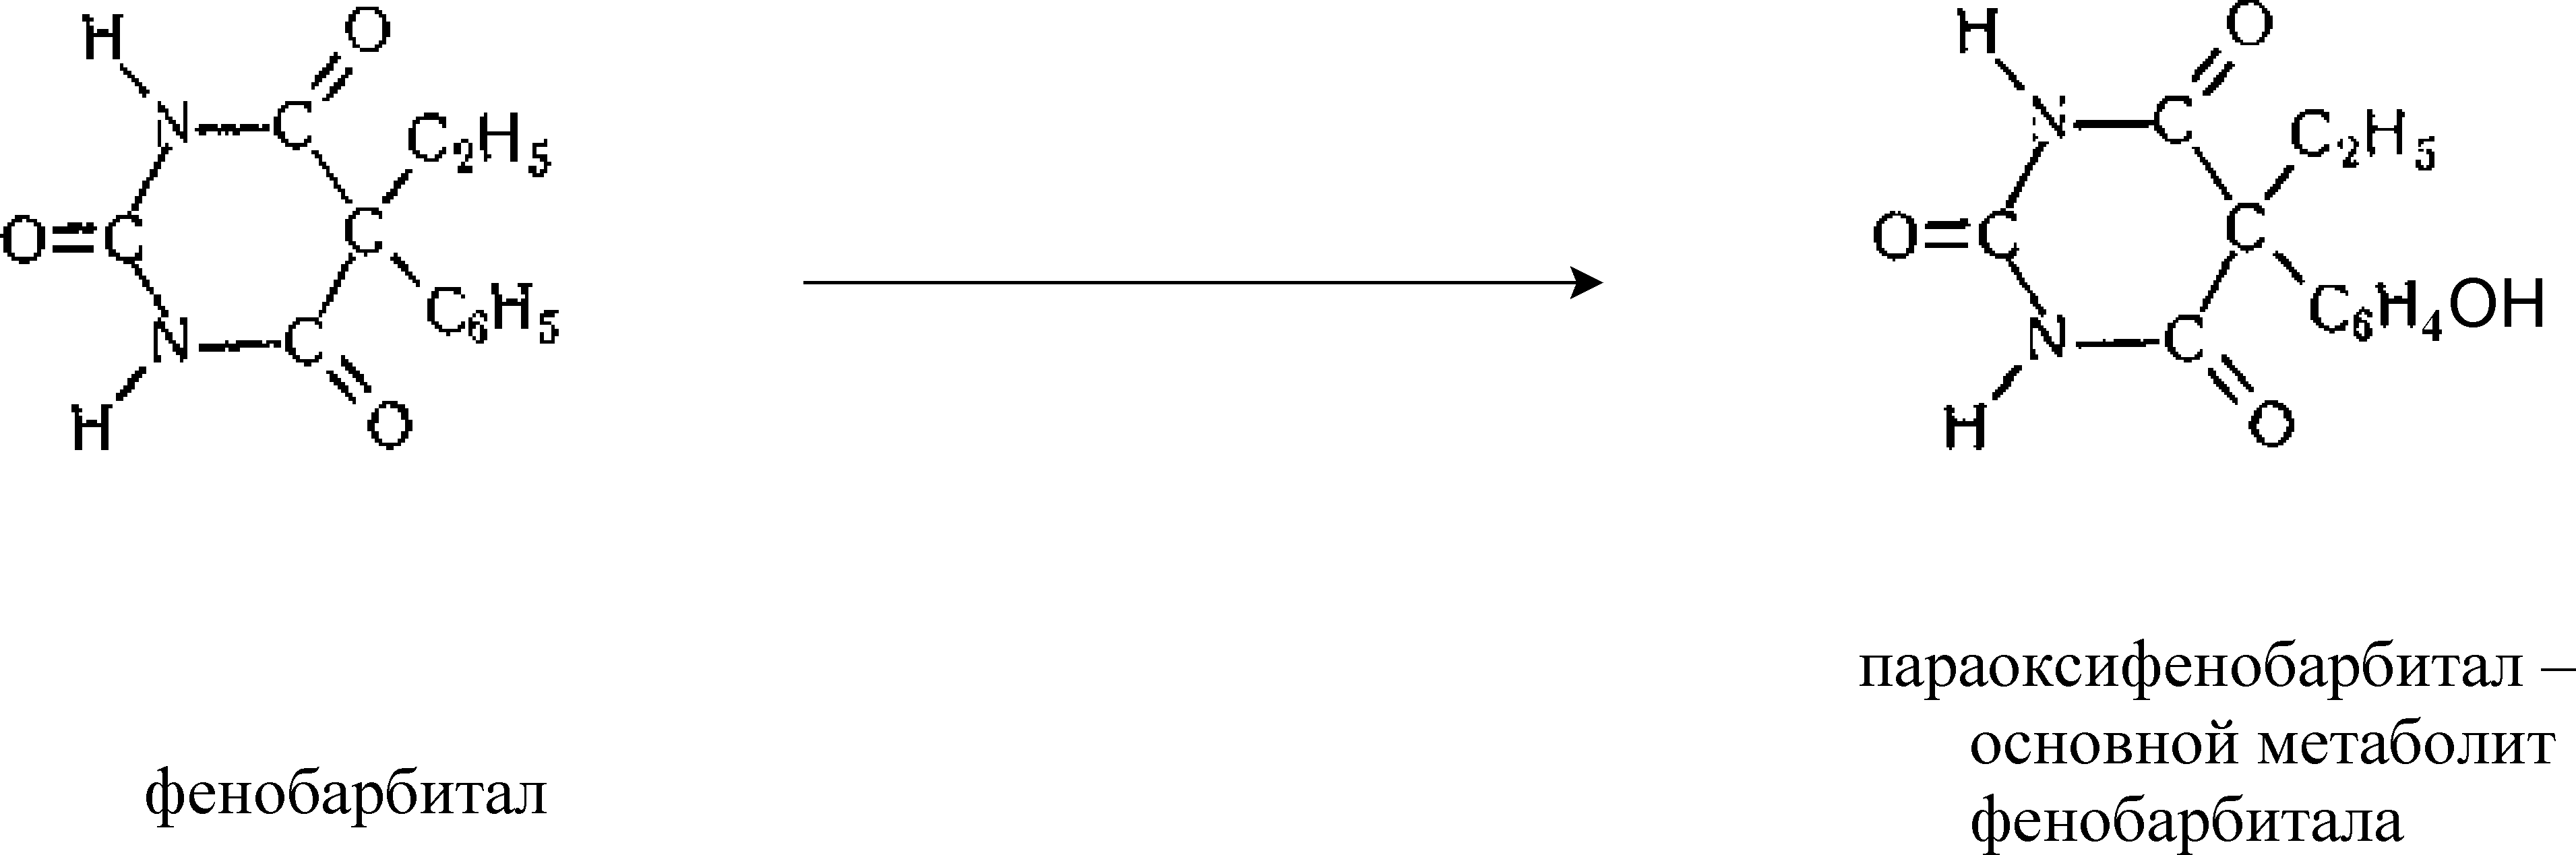 H O H O
N C C₂H₅ N C C₂H₅
O=C C O=C C
N C C₆H₅ N C C₆H₄OH
H O H O
параоксифенобарбитал –
основной метаболит
фенобарбитал
фенобарбитала